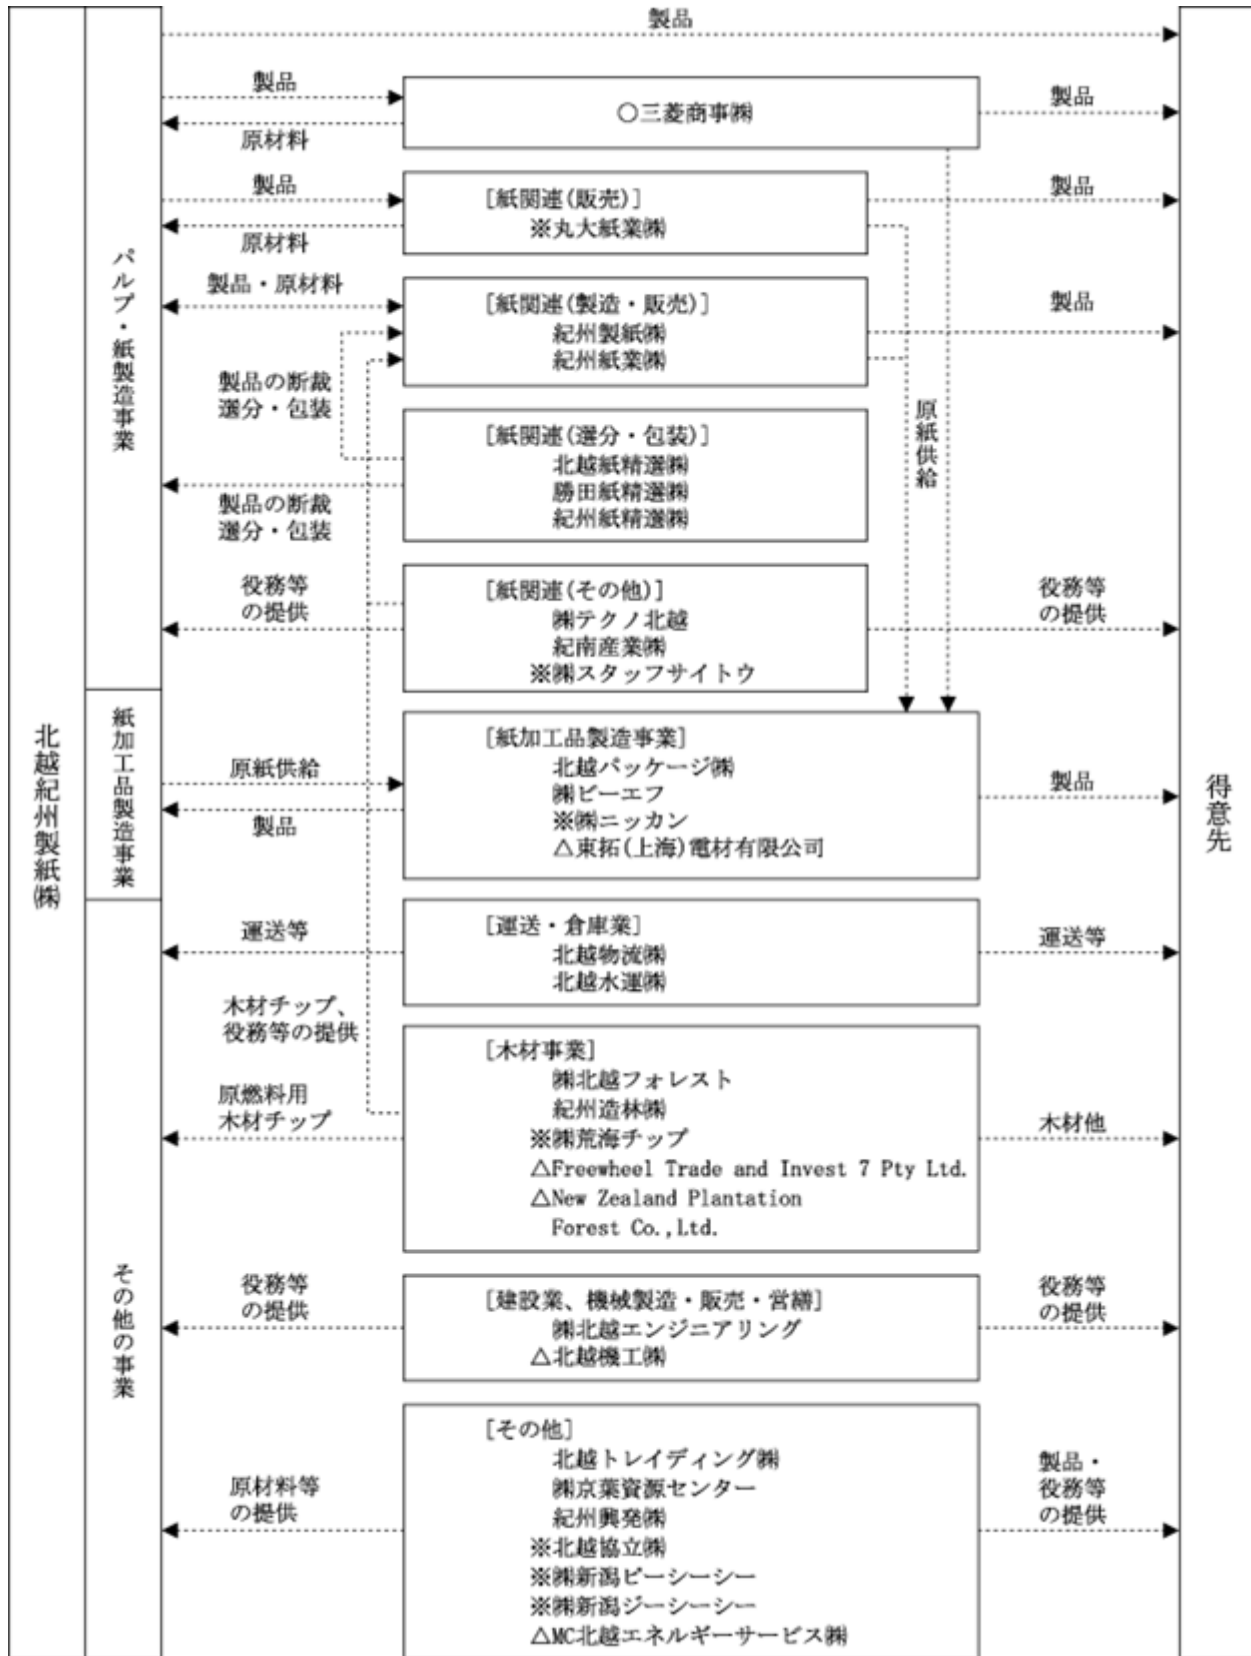 北越紀州製紙㈱
パルプ・紙製造事業
紙加工品製造事業
その他の事業
得意先
製品
製品
原材料
○三菱商事㈱
製品
製品
原材料
[紙関連(販売)]
※丸大紙業㈱
製品
製品・原材料
[紙関連(製造・販売)]
紀州製紙㈱
紀州紙業㈱
製品
製品の断裁
選分・包装
[紙関連(選分・包装)]
北越紙精選㈱
勝田紙精選㈱
紀州紙精選㈱
製品の断裁
選分・包装
原紙供給
役務等
の提供
[紙関連(その他)]
㈱テクノ北越
紀南産業㈱
※㈱スタッフサイトウ
役務等
の提供
原紙供給
製品
[紙加工品製造事業]
北越パッケージ㈱
㈱ビーエフ
※㈱ニッカン
△東拓(上海)電材有限公司
製品
運送等
[運送・倉庫業]
北越物流㈱
北越水運㈱
運送等
木材チップ、
役務等の提供
原燃料用
木材チップ
[木材事業]
㈱北越フォレスト
紀州造林㈱
※㈱荒海チップ
△Freewheel Trade and Invest 7 Pty Ltd.
△New Zealand Plantation
Forest Co.,Ltd.
木材他
役務等
の提供
[建設業、機械製造・販売・営繕]
㈱北越エンジニアリング
△北越機工㈱
役務等
の提供
原材料等
の提供
[その他]
北越トレイディング㈱
㈱京葉資源センター
紀州興発㈱
※北越協立㈱
※㈱新潟ピーシーシー
※㈱新潟ジーシーシー
△MC北越エネルギーサービス㈱
製品・
役務等
の提供